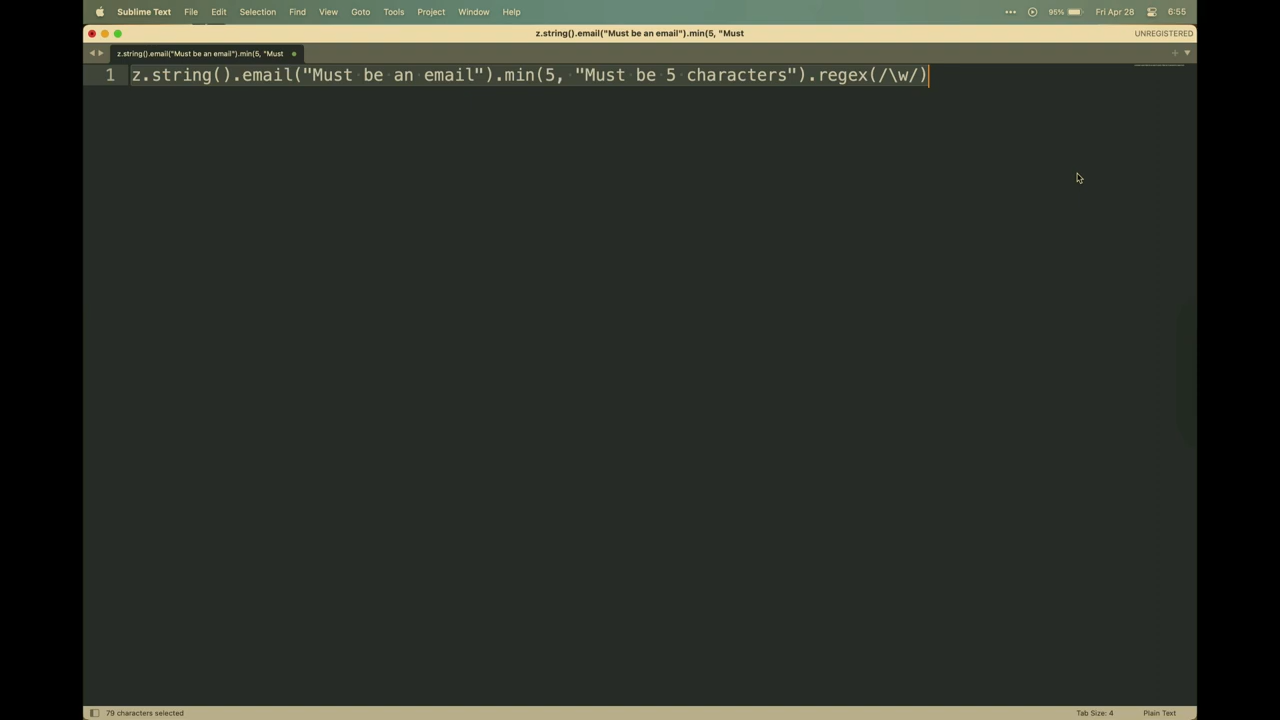 Sublime Text File Edit Selection Find View Goto Tools Project Window Help 95% Fri Apr 28 6:55
z.string().email("Must be an email").min(5, "Must UNREGISTERED
z.string().email("Must be an email").min(5, "Must
1 z.string().email("Must be an email").min(5, "Must be 5 characters").regex(/\w/)
79 characters selected Tab Size: 4 Plain Text